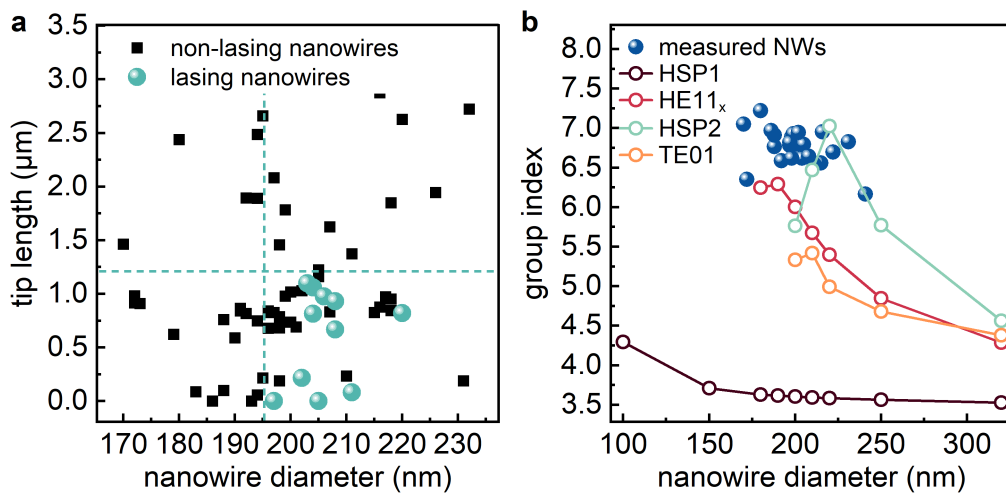 a
3.5
3.0
2.5
2.0
1.5
1.0
0.5
0.0
tip length (μm)
non-lasing nanowires
lasing nanowires
170 180 190 200 210 220 230
nanowire diameter (nm)
b
8.0
7.5
7.0
6.5
6.0
5.5
5.0
4.5
4.0
3.5
group index
measured NWs
HSP1
HE11x
HSP2
TE01
100 150 200 250 300
nanowire diameter (nm)